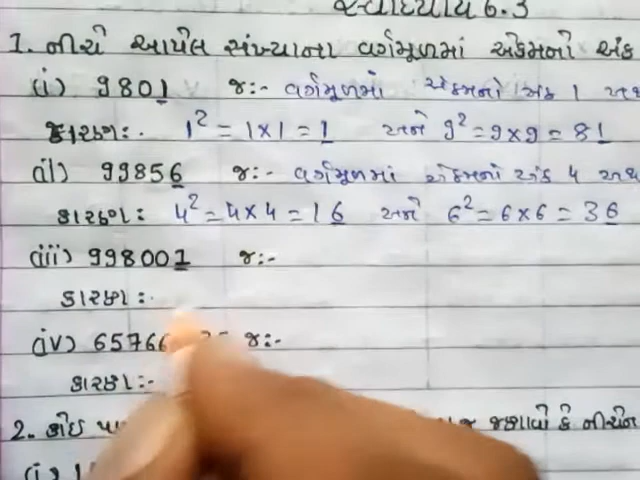 સ્વાધ્યાય 6.3
1. નીચે આપેલ સંખ્યાના વર્ગમૂળમાં એકમનો અંક
(i) 9801 જ:- વર્ગમૂળમાં એકમનો અંક 1
કારણ:- 1² = 1×1 = 1 અને 9² = 9×9 = 81
(ii) 99856 જ:- વર્ગમૂળમાં એકમનો અંક 4
કારણ: 4² = 4×4 = 16 અને 6² = 6×6 = 36
(iii) 998001 જ:-
કારણ:-
(iv) 65766 જ:-
કારણ:-
2. કોઈ જણાવો કે નીચેન
(i)